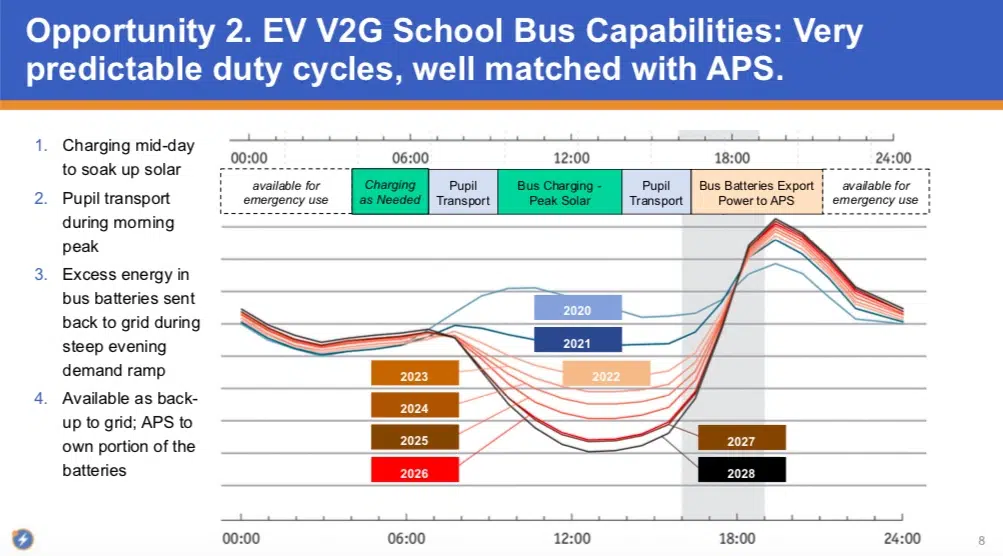 Opportunity 2. EV V2G School Bus Capabilities: Very
predictable duty cycles, well matched with APS.
1. Charging mid-day
to soak up solar
2. Pupil transport
during morning
peak
3. Excess energy in
bus batteries sent
back to grid during
steep evening
demand ramp
4. Available as back-
up to grid; APS to
own portion of the
batteries
00:00 06:00 12:00 18:00 24:00
available for
emergency use
Charging
as Needed
Pupil
Transport
Bus Charging -
Peak Solar
Pupil
Transport
Bus Batteries Export
Power to APS
available for
emergency use
2020
2021
2023
2022
2024
2025
2027
2026
2028
00:00 06:00 12:00 18:00 24:00
8